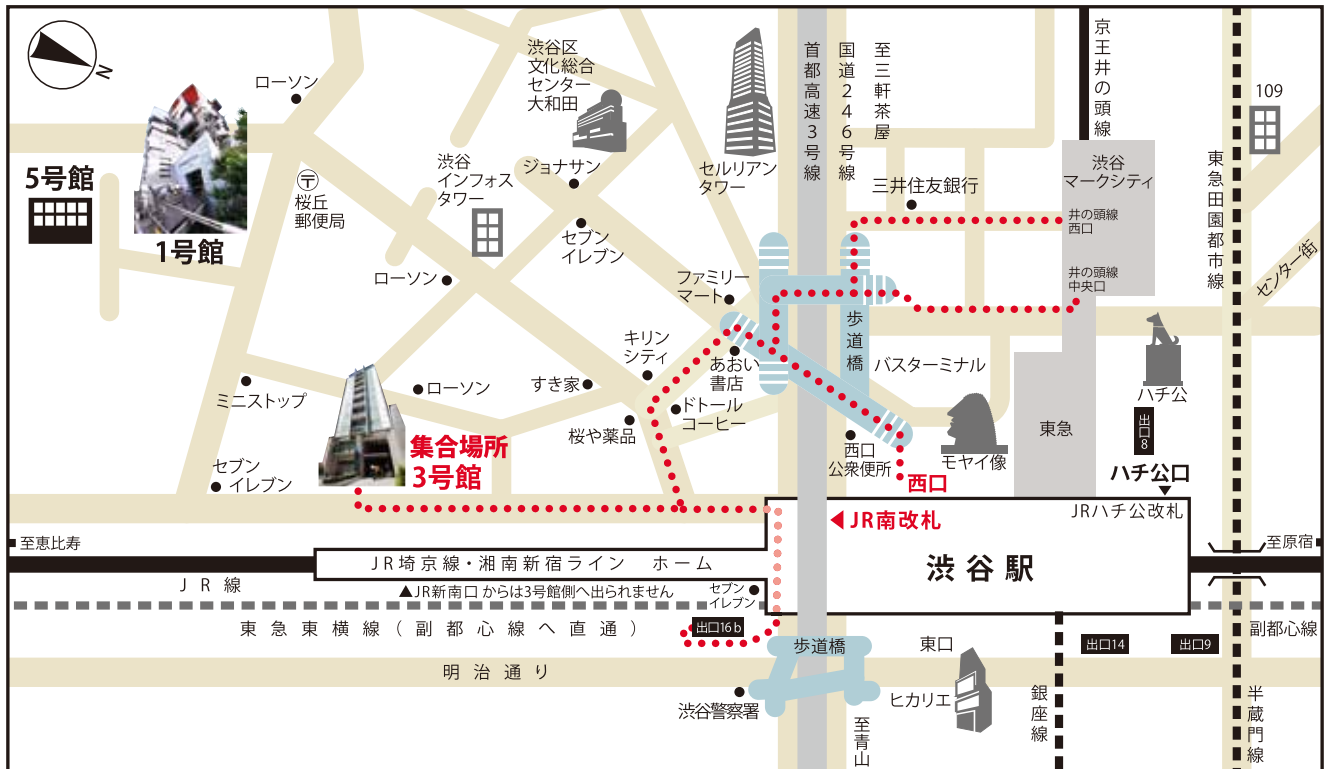 N
ローソン
5号館
1号館
〒
桜丘
郵便局
渋谷区
文化総合
センター
大和田
渋谷
インフォス
タワー
ジョナサン
セブン
イレブン
ローソン
セルリアン
タワー
首都高速3号線
国道246号線
至三軒茶屋
三井住友銀行
京王井の頭線
渋谷
マークシティ
井の頭線
西口
井の頭線
中央口
東急田園都市線
109
センター街
ファミリー
マート
歩道橋
バスターミナル
キリン
シティ
あおい
書店
すき家
ドトール
コーヒー
桜や薬品
ミニストップ
ローソン
セブン
イレブン
集合場所
3号館
西口
公衆便所
西口
モヤイ像
東急
ハチ公
出口8
ハチ公口
JRハチ公改札
JR南改札
渋谷駅
至恵比寿
至原宿
JR埼京線・湘南新宿ライン ホーム
JR線
▲JR新南口からは3号館側へ出られません
セブン
イレブン
東急東横線(副都心線へ直通)
出口16b
歩道橋
東口
出口14
出口9
副都心線
明治通り
渋谷警察署
至青山
ヒカリエ
銀座線
半蔵門線